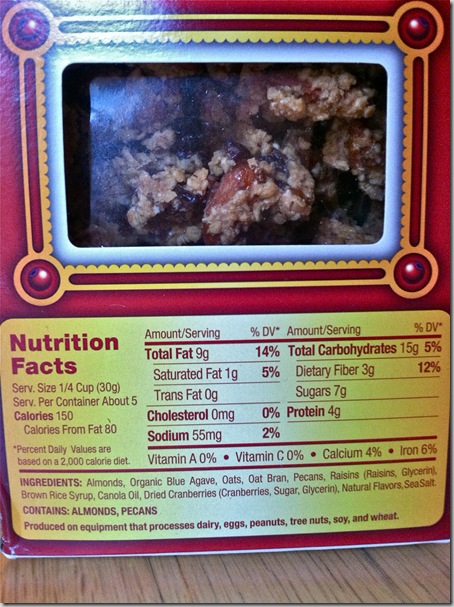 Nutrition
Facts
Serv. Size 1/4 Cup (30g)
Serv. Per Container About 5
Calories 150
Calories From Fat 80
*Percent Daily Values are
based on a 2,000 calorie diet.
Amount/Serving % DV*
Total Fat 9g 14%
Saturated Fat 1g 5%
Trans Fat 0g
Cholesterol 0mg 0%
Sodium 55mg 2%
Amount/Serving % DV*
Total Carbohydrates 15g 5%
Dietary Fiber 3g 12%
Sugars 7g
Protein 4g
Vitamin A 0% • Vitamin C 0% • Calcium 4% • Iron 6%
INGREDIENTS: Almonds, Organic Blue Agave, Oats, Oat Bran, Pecans, Raisins (Raisins, Glycerin),
Brown Rice Syrup, Canola Oil, Dried Cranberries (Cranberries, Sugar, Glycerin), Natural Flavors, Sea Salt.
CONTAINS: ALMONDS, PECANS
Produced on equipment that processes dairy, eggs, peanuts, tree nuts, soy, and wheat.